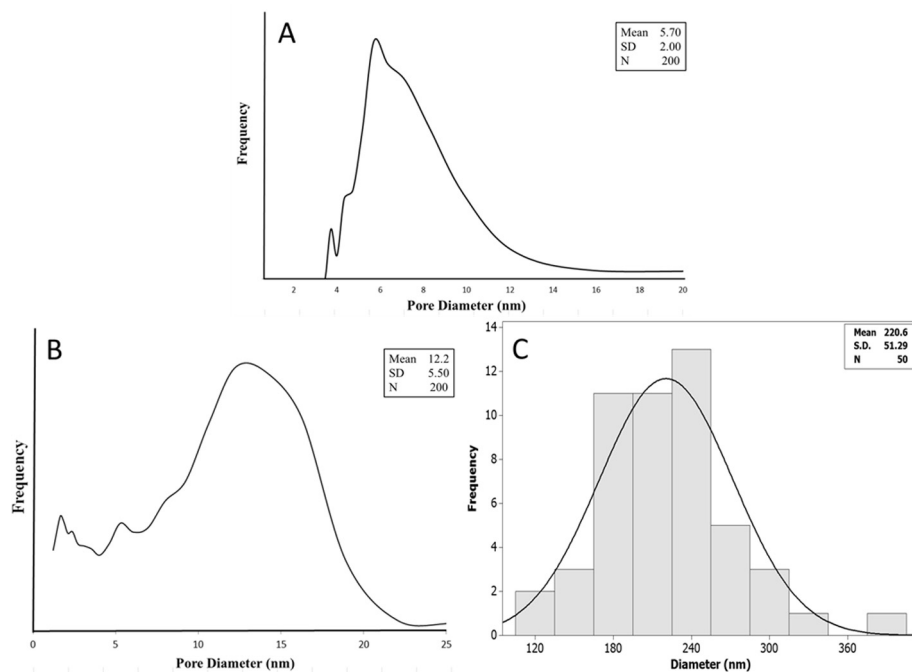 A
Mean 5.70
SD 2.00
N 200
Frequency
2 4 6 8 10 12 14 16 18 20
Pore Diameter (nm)
B
Mean 12.2
SD 5.50
N 200
Frequency
0 5 10 15 20 25
Pore Diameter (nm)
C
Mean 220.6
S.D. 51.29
N 50
14
12
10
8
6
4
2
0
Frequency
120 180 240 300 360
Diameter (nm)